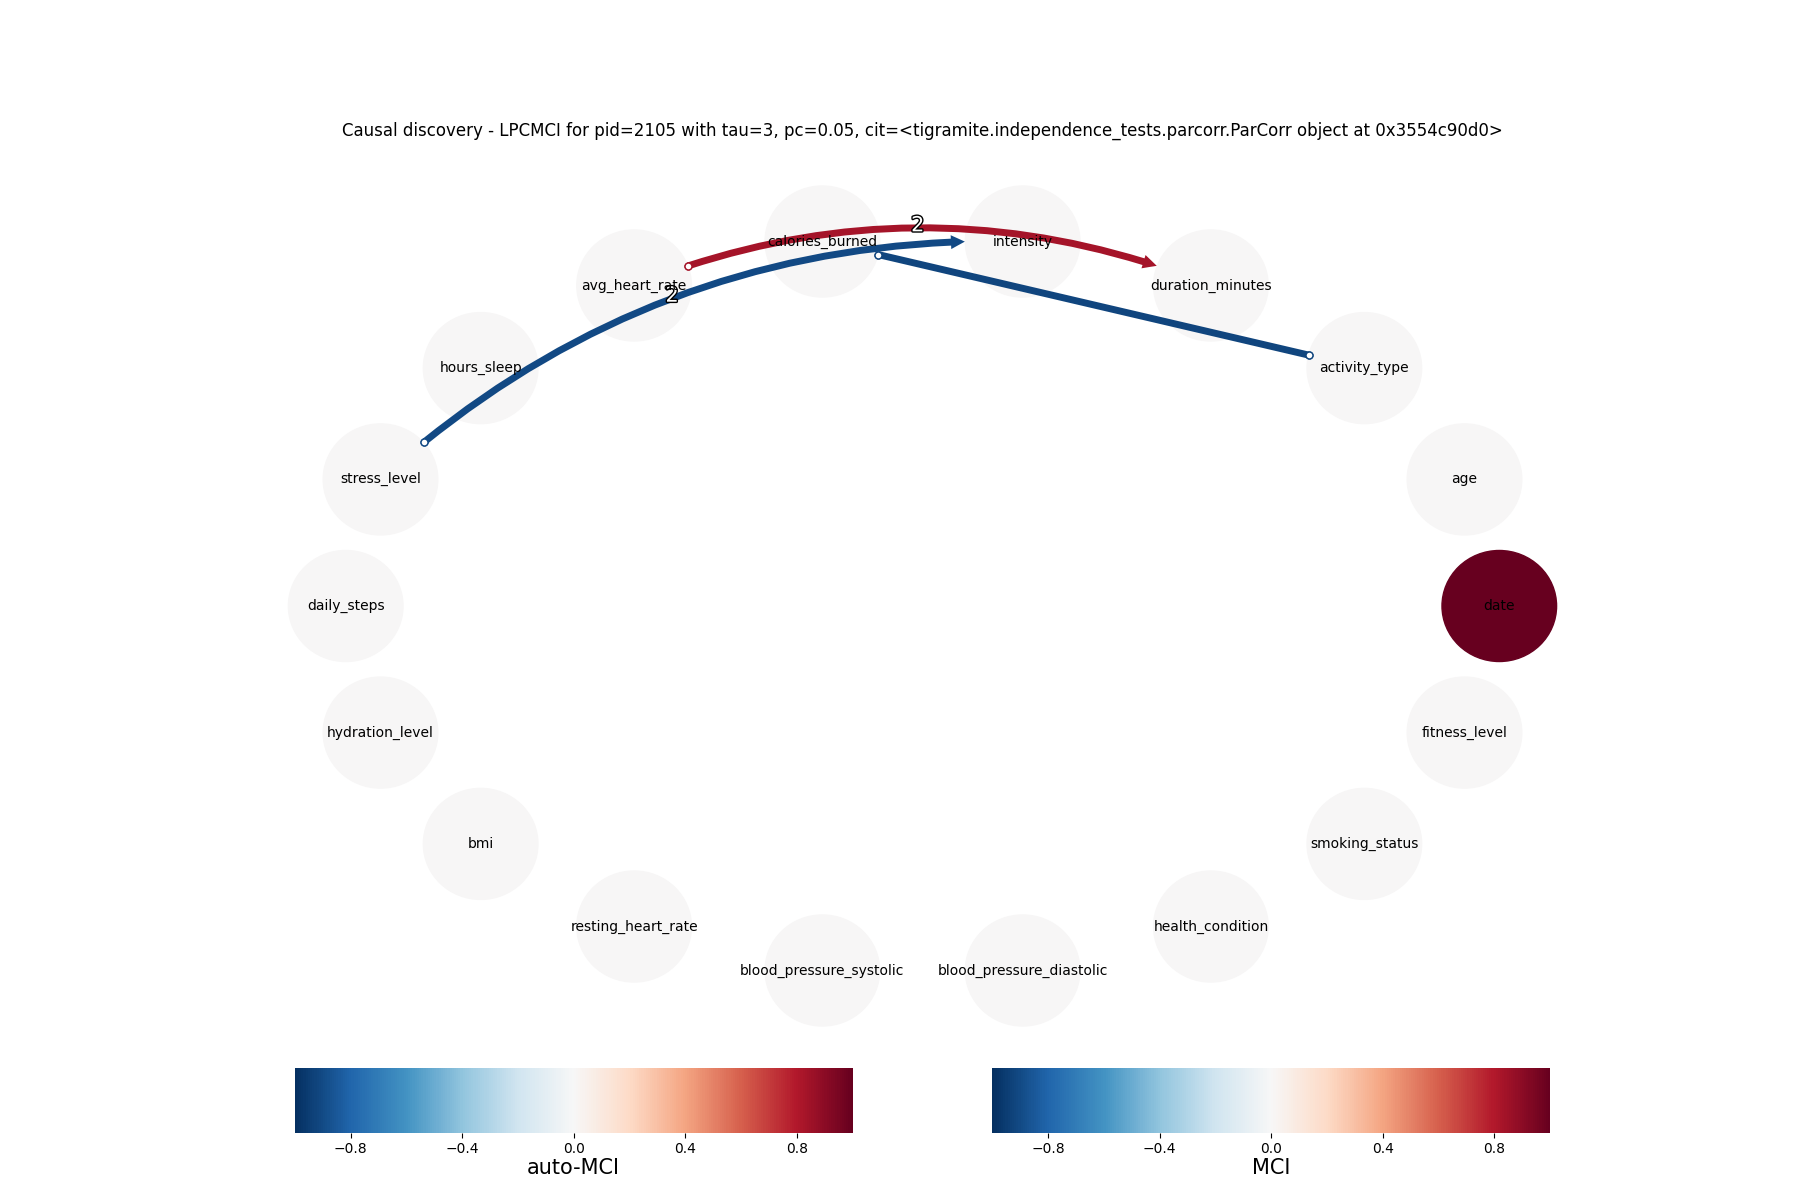 Causal discovery - LPCMCI for pid=2105 with tau=3, pc=0.05, cit=<tigramite.independence_tests.parcorr.ParCorr object at 0x3554c90d0>
2
calories_burned
intensity
avg_heart_rate
2
duration_minutes
hours_sleep
activity_type
stress_level
age
daily_steps
date
hydration_level
fitness_level
bmi
smoking_status
resting_heart_rate
health_condition
blood_pressure_systolic
blood_pressure_diastolic
−0.8 −0.4 0.0 0.4 0.8
auto-MCI
−0.8 −0.4 0.0 0.4 0.8
MCI